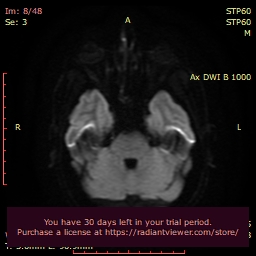 Im: 8/48
Se: 3
A
STP60
STP60
M
Ax DWI B 1000
R
L
You have 30 days left in your trial period.
Purchase a license at https://radiantviewer.com/store/